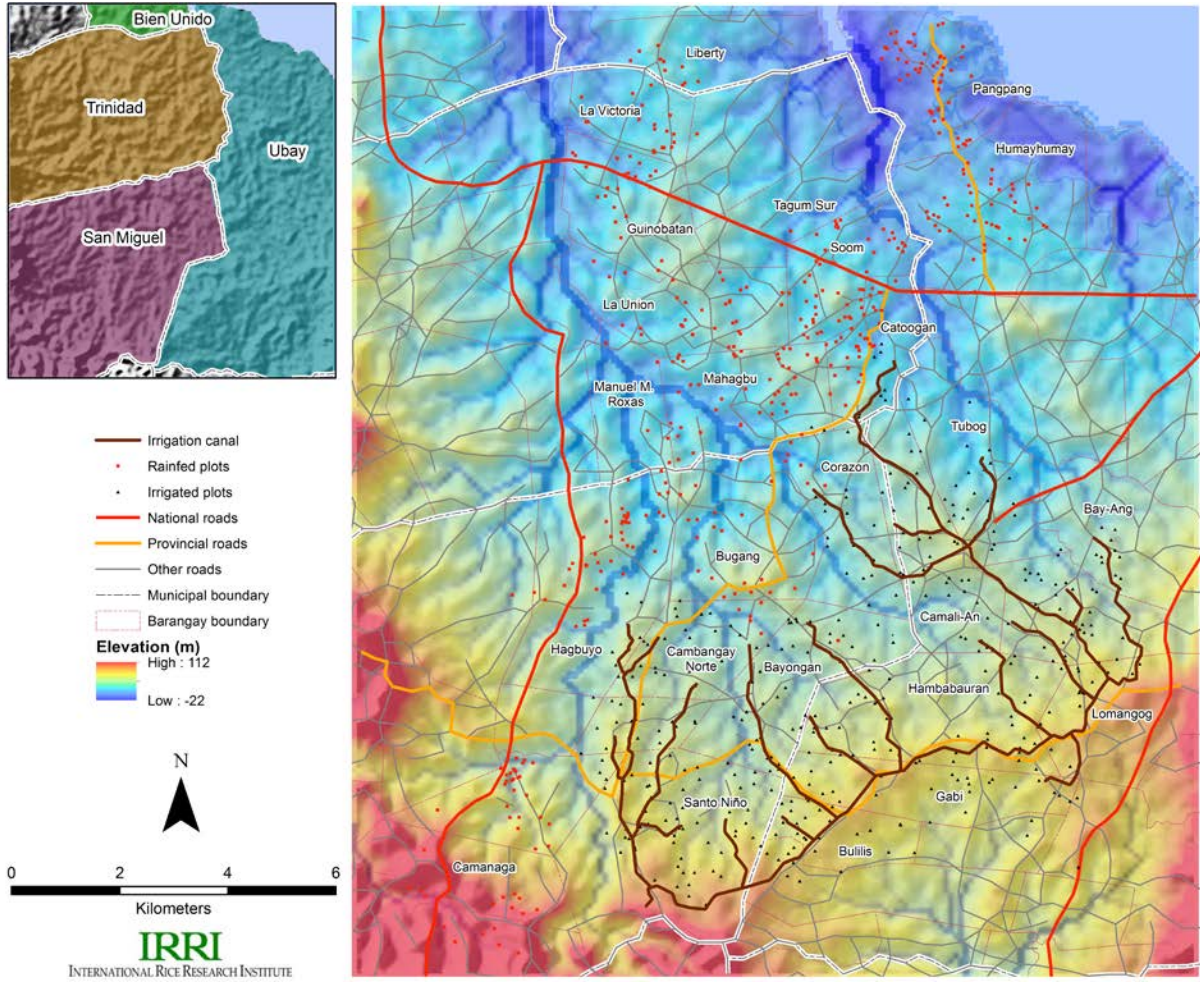 Bien Unido
Trinidad
Ubay
San Miguel
Irrigation canal
Rainfed plots
Irrigated plots
National roads
Provincial roads
Other roads
Municipal boundary
Barangay boundary
Elevation (m)
High : 112
Low : -22
N
0 2 4 6
Kilometers
IRRI
INTERNATIONAL RICE RESEARCH INSTITUTE
Liberty
Pangpang
La Victoria
Humayhumay
Tagum Sur
Guinobatan
Soom
La Union
Catoogan
Mahagbu
Manuel M.
Roxas
Tubog
Corazon
Bay-Ang
Bugang
Camali-An
Hagbuyo
Cambangay
Norte
Bayongan
Hambabauran
Lomangog
Santo Niño
Gabi
Bulilis
Camanaga